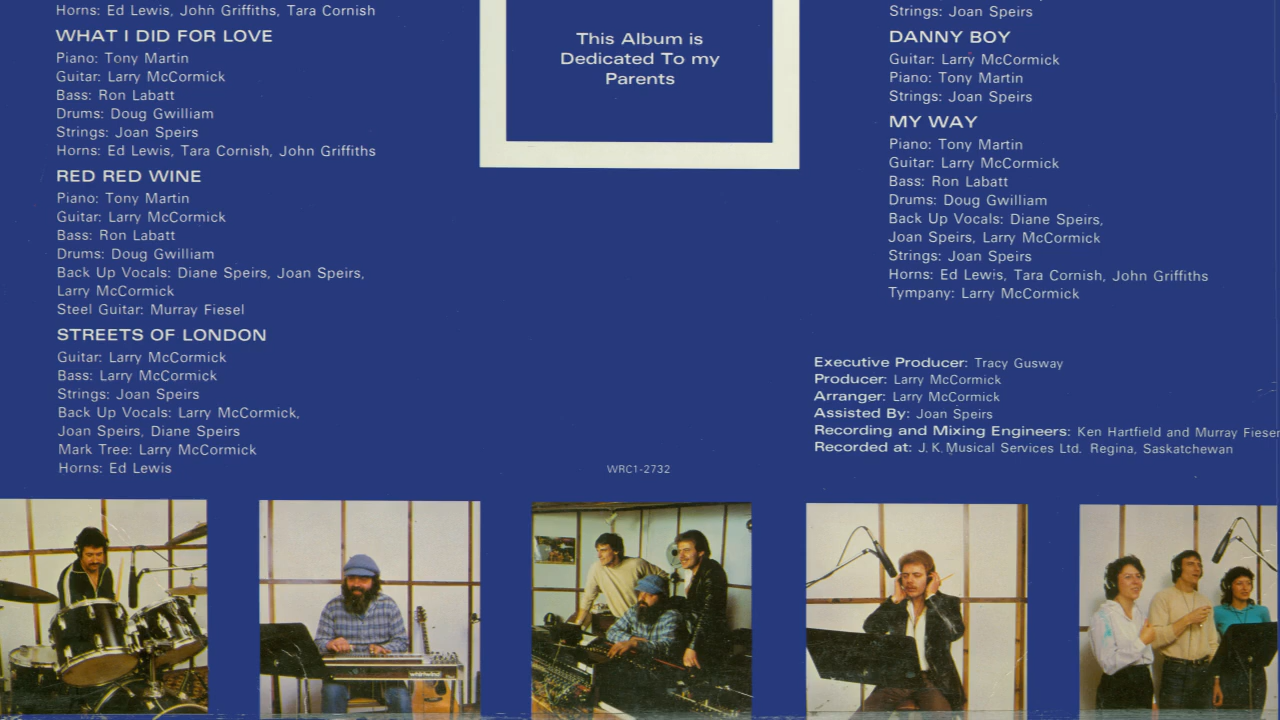 Horns: Ed Lewis, John Griffiths, Tara Cornish
WHAT I DID FOR LOVE
Piano: Tony Martin
Guitar: Larry McCormick
Bass: Ron Labatt
Drums: Doug Gwilliam
Strings: Joan Speirs
Horns: Ed Lewis, Tara Cornish, John Griffiths
RED RED WINE
Piano: Tony Martin
Guitar: Larry McCormick
Bass: Ron Labatt
Drums: Doug Gwilliam
Back Up Vocals: Diane Speirs, Joan Speirs,
Larry McCormick
Steel Guitar: Murray Fiesel
STREETS OF LONDON
Guitar: Larry McCormick
Bass: Larry McCormick
Strings: Joan Speirs
Back Up Vocals: Larry McCormick,
Joan Speirs, Diane Speirs
Mark Tree: Larry McCormick
Horns: Ed Lewis
This Album is
Dedicated To my
Parents
WRC1-2732
Strings: Joan Speirs
DANNY BOY
Guitar: Larry McCormick
Piano: Tony Martin
Strings: Joan Speirs
MY WAY
Piano: Tony Martin
Guitar: Larry McCormick
Bass: Ron Labatt
Drums: Doug Gwilliam
Back Up Vocals: Diane Speirs,
Joan Speirs, Larry McCormick
Strings: Joan Speirs
Horns: Ed Lewis, Tara Cornish, John Griffiths
Tympany: Larry McCormick
Executive Producer: Tracy Gusway
Producer: Larry McCormick
Arranger: Larry McCormick
Assisted By: Joan Speirs
Recording and Mixing Engineers: Ken Hartfield and Murray
Recorded at: J.K. Musical Services Ltd. Regina, Saskatchewan